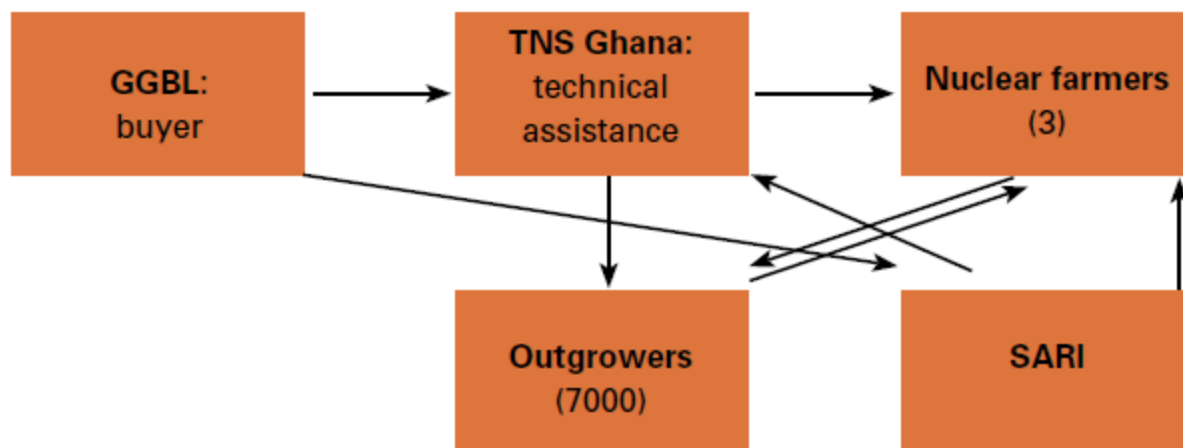 GGBL:
buyer
TNS Ghana:
technical
assistance
Nuclear farmers
(3)
Outgrowers
(7000)
SARI